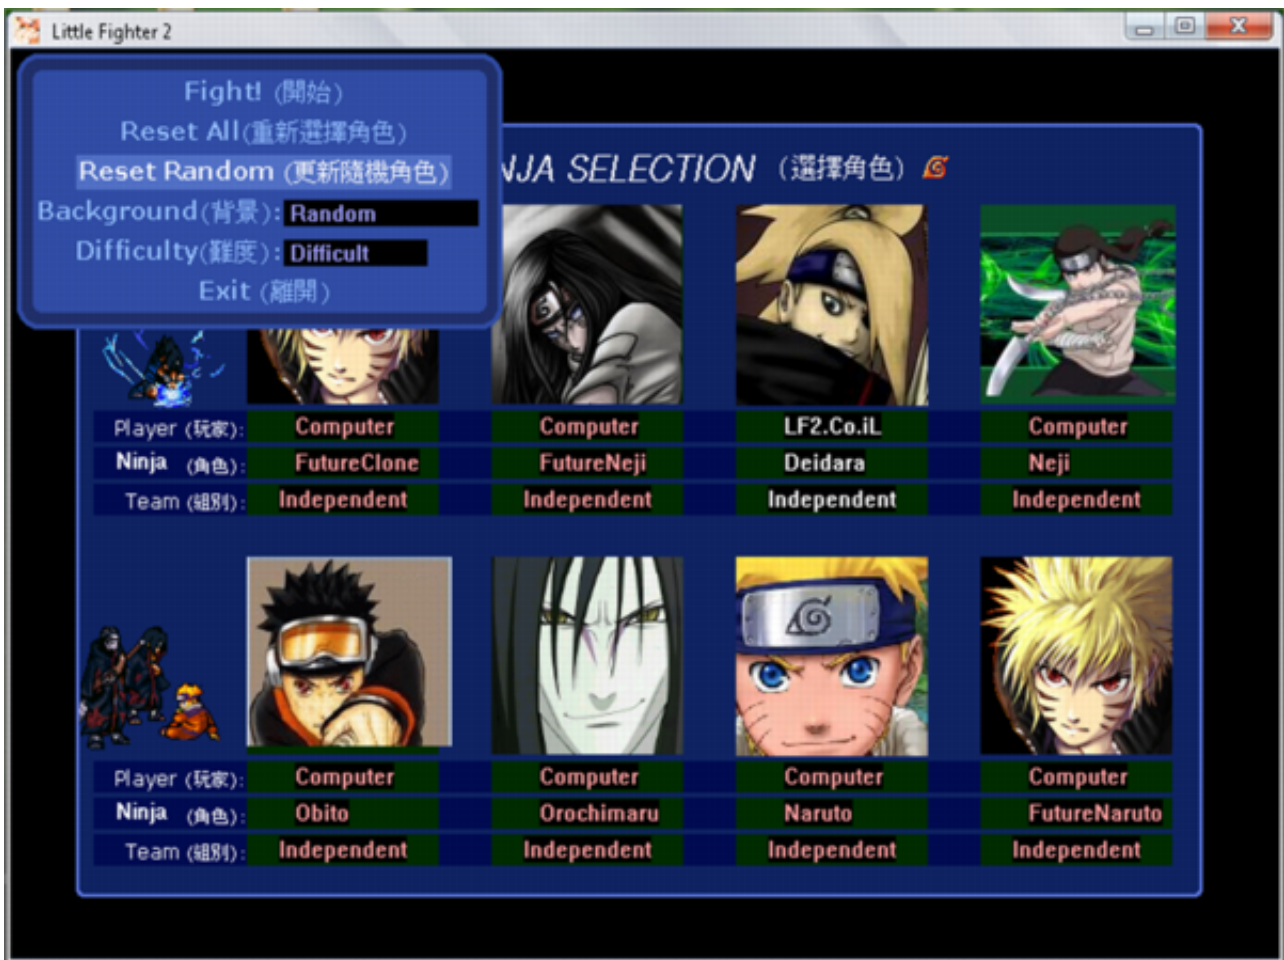 Little Fighter 2
Fight! (開始)
Reset All(重新選擇角色)
Reset Random (更新隨機角色)
Background(背景): Random
Difficulty(難度): Difficult
Exit (離開)
NJA SELECTION (選擇角色)
Player (玩家): Computer Computer LF2.Co.iL Computer
Ninja (角色): FutureClone FutureNeji Deidara Neji
Team (組別): Independent Independent Independent Independent
Player (玩家): Computer Computer Computer Computer
Ninja (角色): Obito Orochimaru Naruto FutureNaruto
Team (組別): Independent Independent Independent Independent